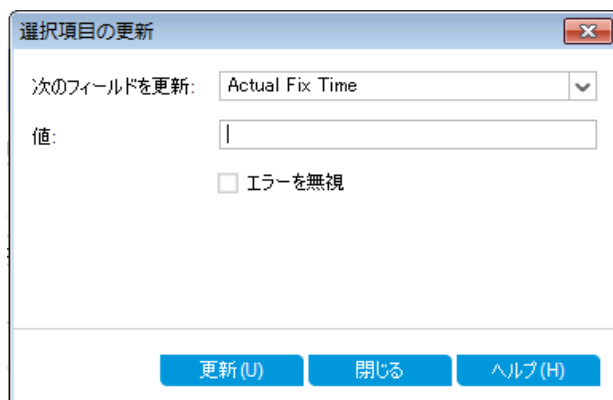 選択項目の更新
次のフィールドを更新: Actual Fix Time
値:
エラーを無視
更新(U) 閉じる ヘルプ(H)